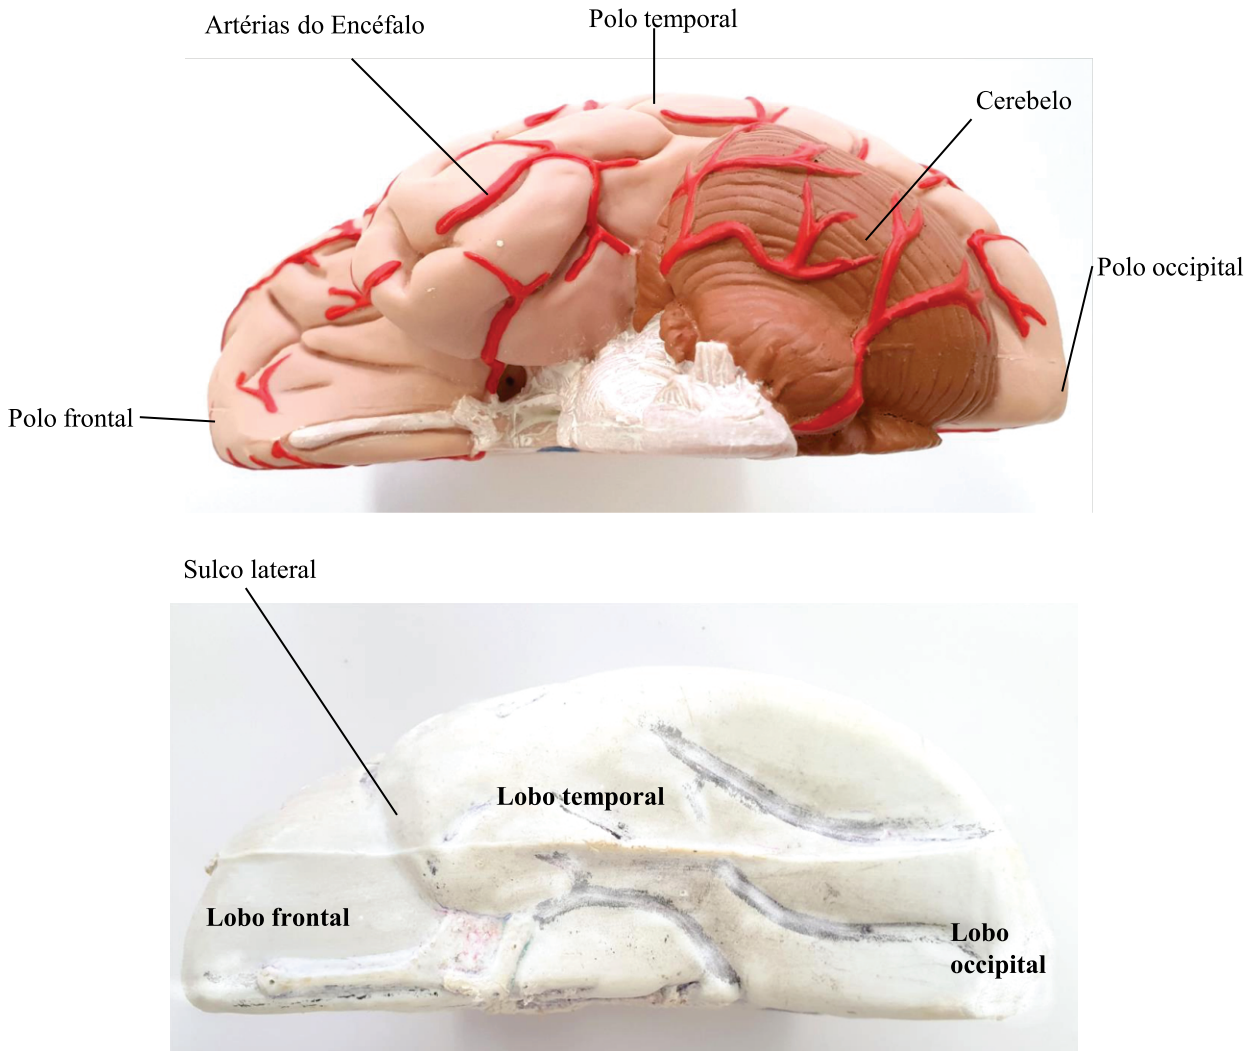 Artérias do Encéfalo
Polo temporal
Cerebelo
Polo occipital
Polo frontal
Sulco lateral
Lobo temporal
Lobo frontal
Lobo
occipital